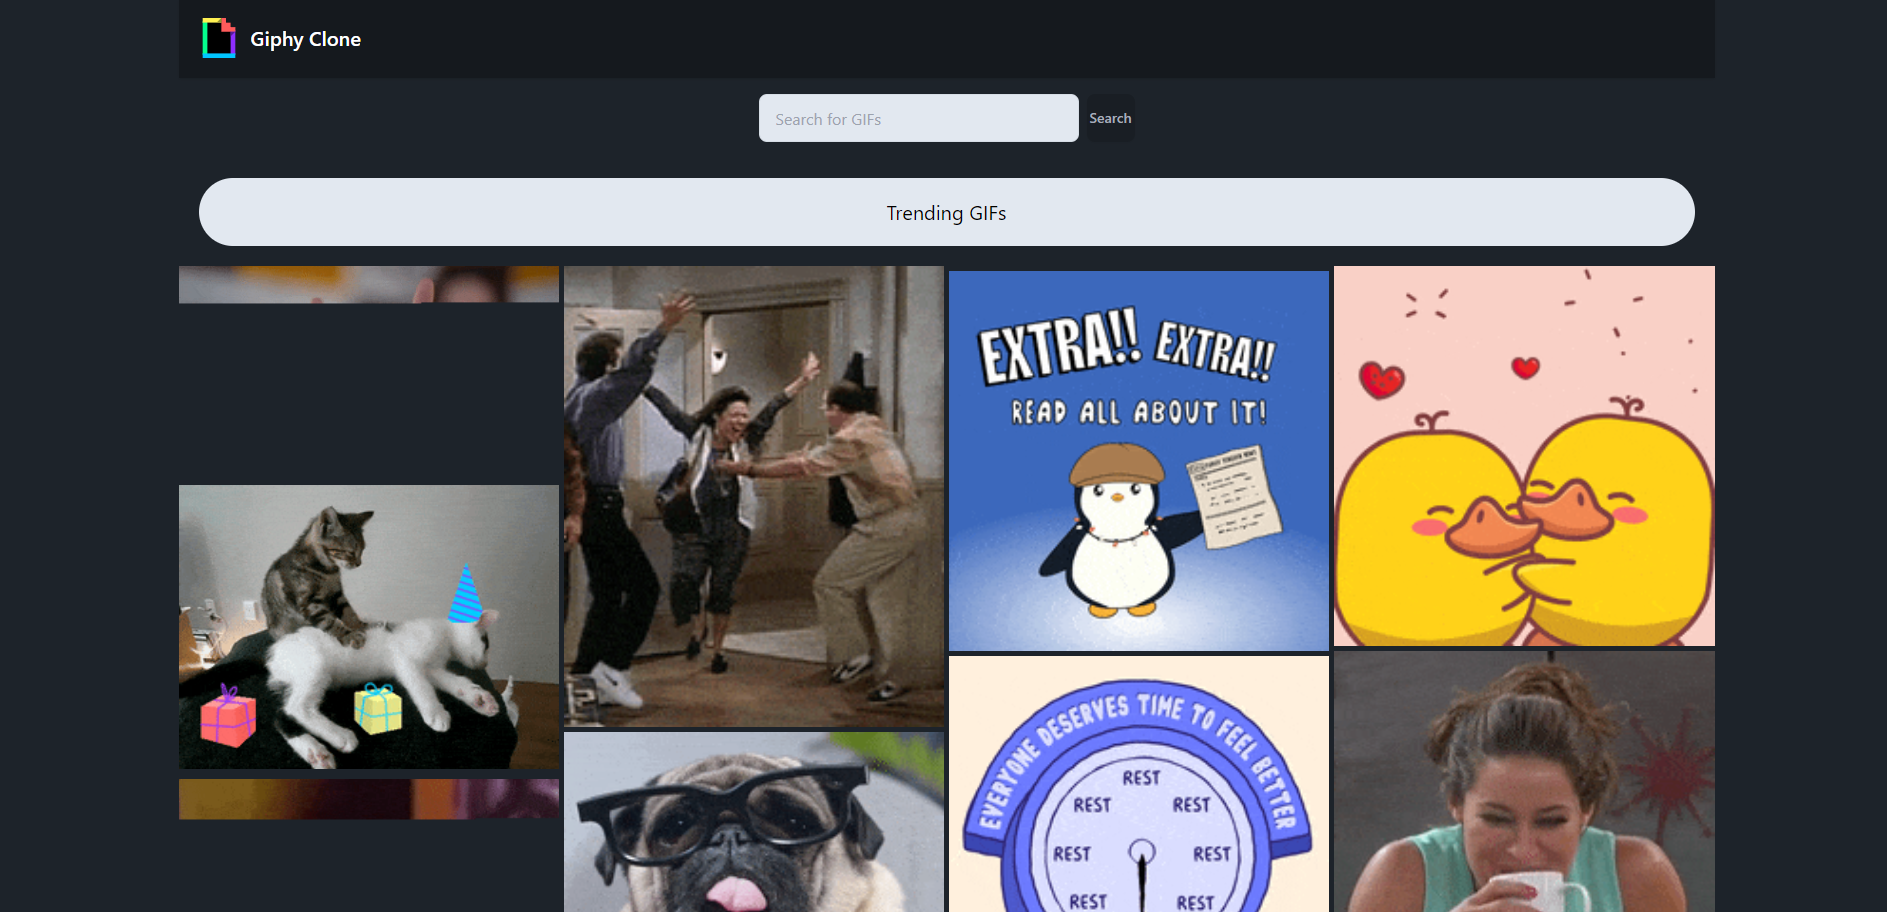 Giphy Clone
Search for GIFs
Search
Trending GIFs
EXTRA!! EXTRA!!
READ ALL ABOUT IT!
EVERYONE DESERVES TIME TO FEEL BETTER
REST
REST
REST
REST
REST
REST
REST